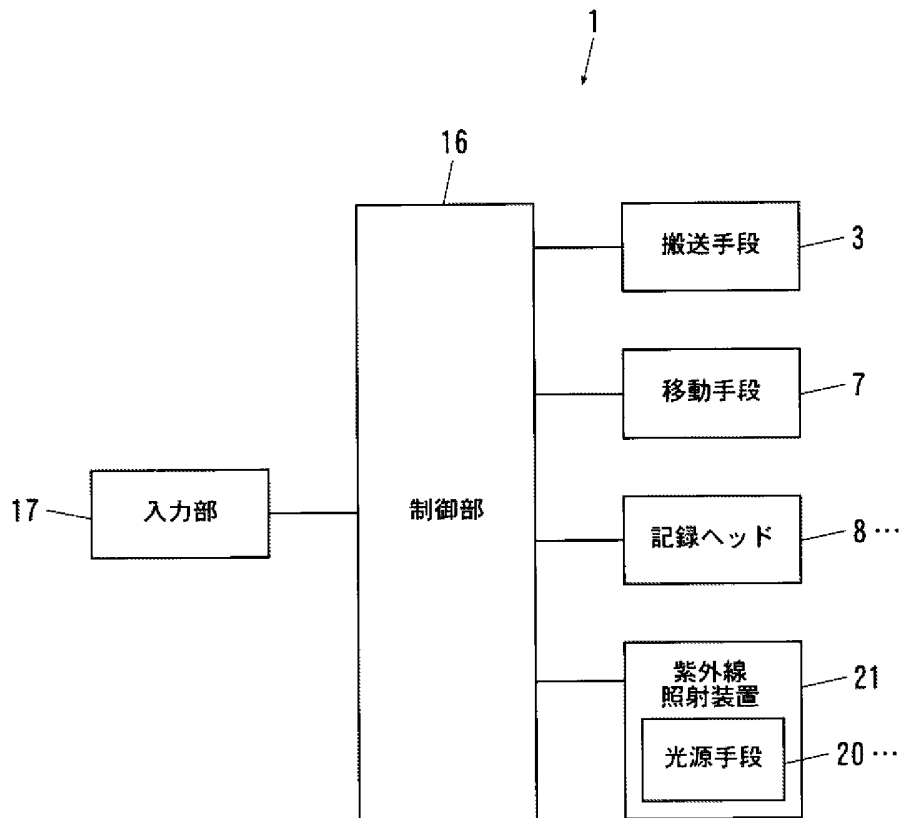 1
16
搬送手段
3
移動手段
7
17
入力部
制御部
記録ヘッド
8…
紫外線
照射装置
21
光源手段
20…